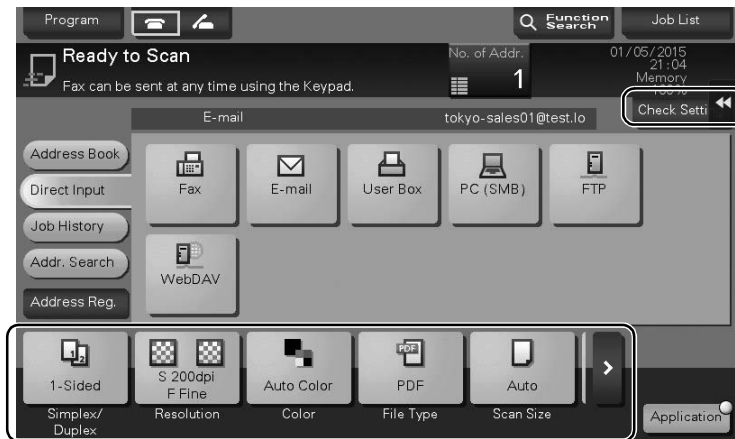 Program
Function
Search
Job List
Ready to Scan
Fax can be sent at any time using the Keypad.
No. of Addr.
1
01/05/2015
21:04
Memory
100%
Check Setti
E-mail
tokyo-sales01@test.lo
Address Book
Direct Input
Job History
Addr. Search
Address Reg.
Fax
E-mail
User Box
PC (SMB)
FTP
WebDAV
1-Sided
S 200dpi
F Fine
Auto Color
PDF
PDF
Auto
Simplex/
Duplex
Resolution
Color
File Type
Scan Size
Application